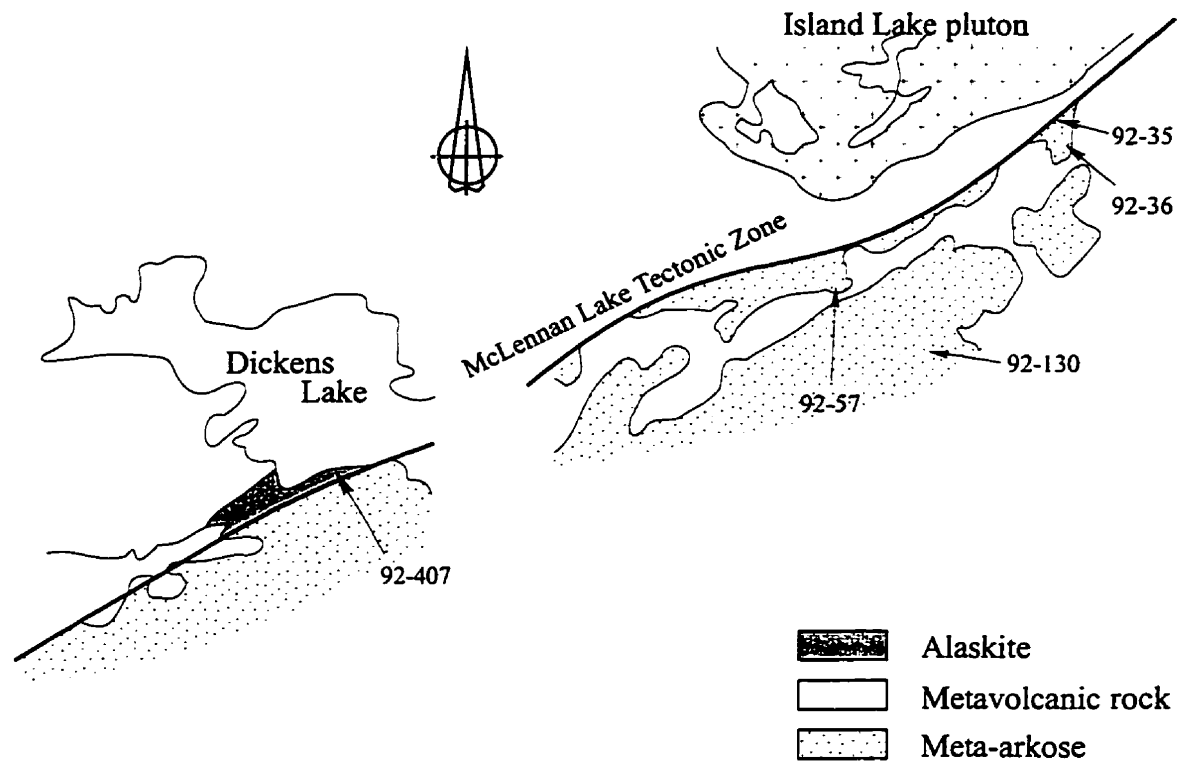 Island Lake pluton
92-35
92-36
McLennan Lake Tectonic Zone
92-130
92-57
Dickens
Lake
92-407
Alaskite
Metavolcanic rock
Meta-arkose